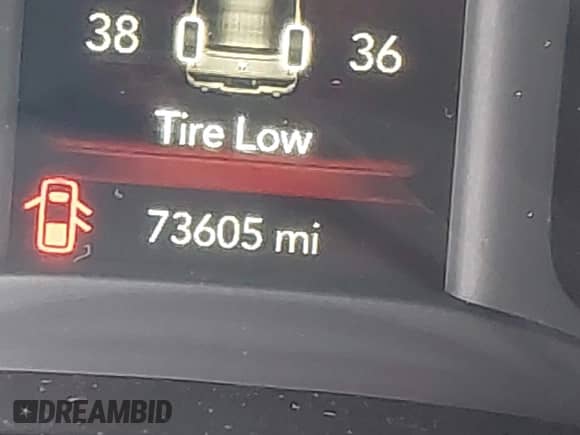 38 36
Tire Low
73605 mi
DREAMBID